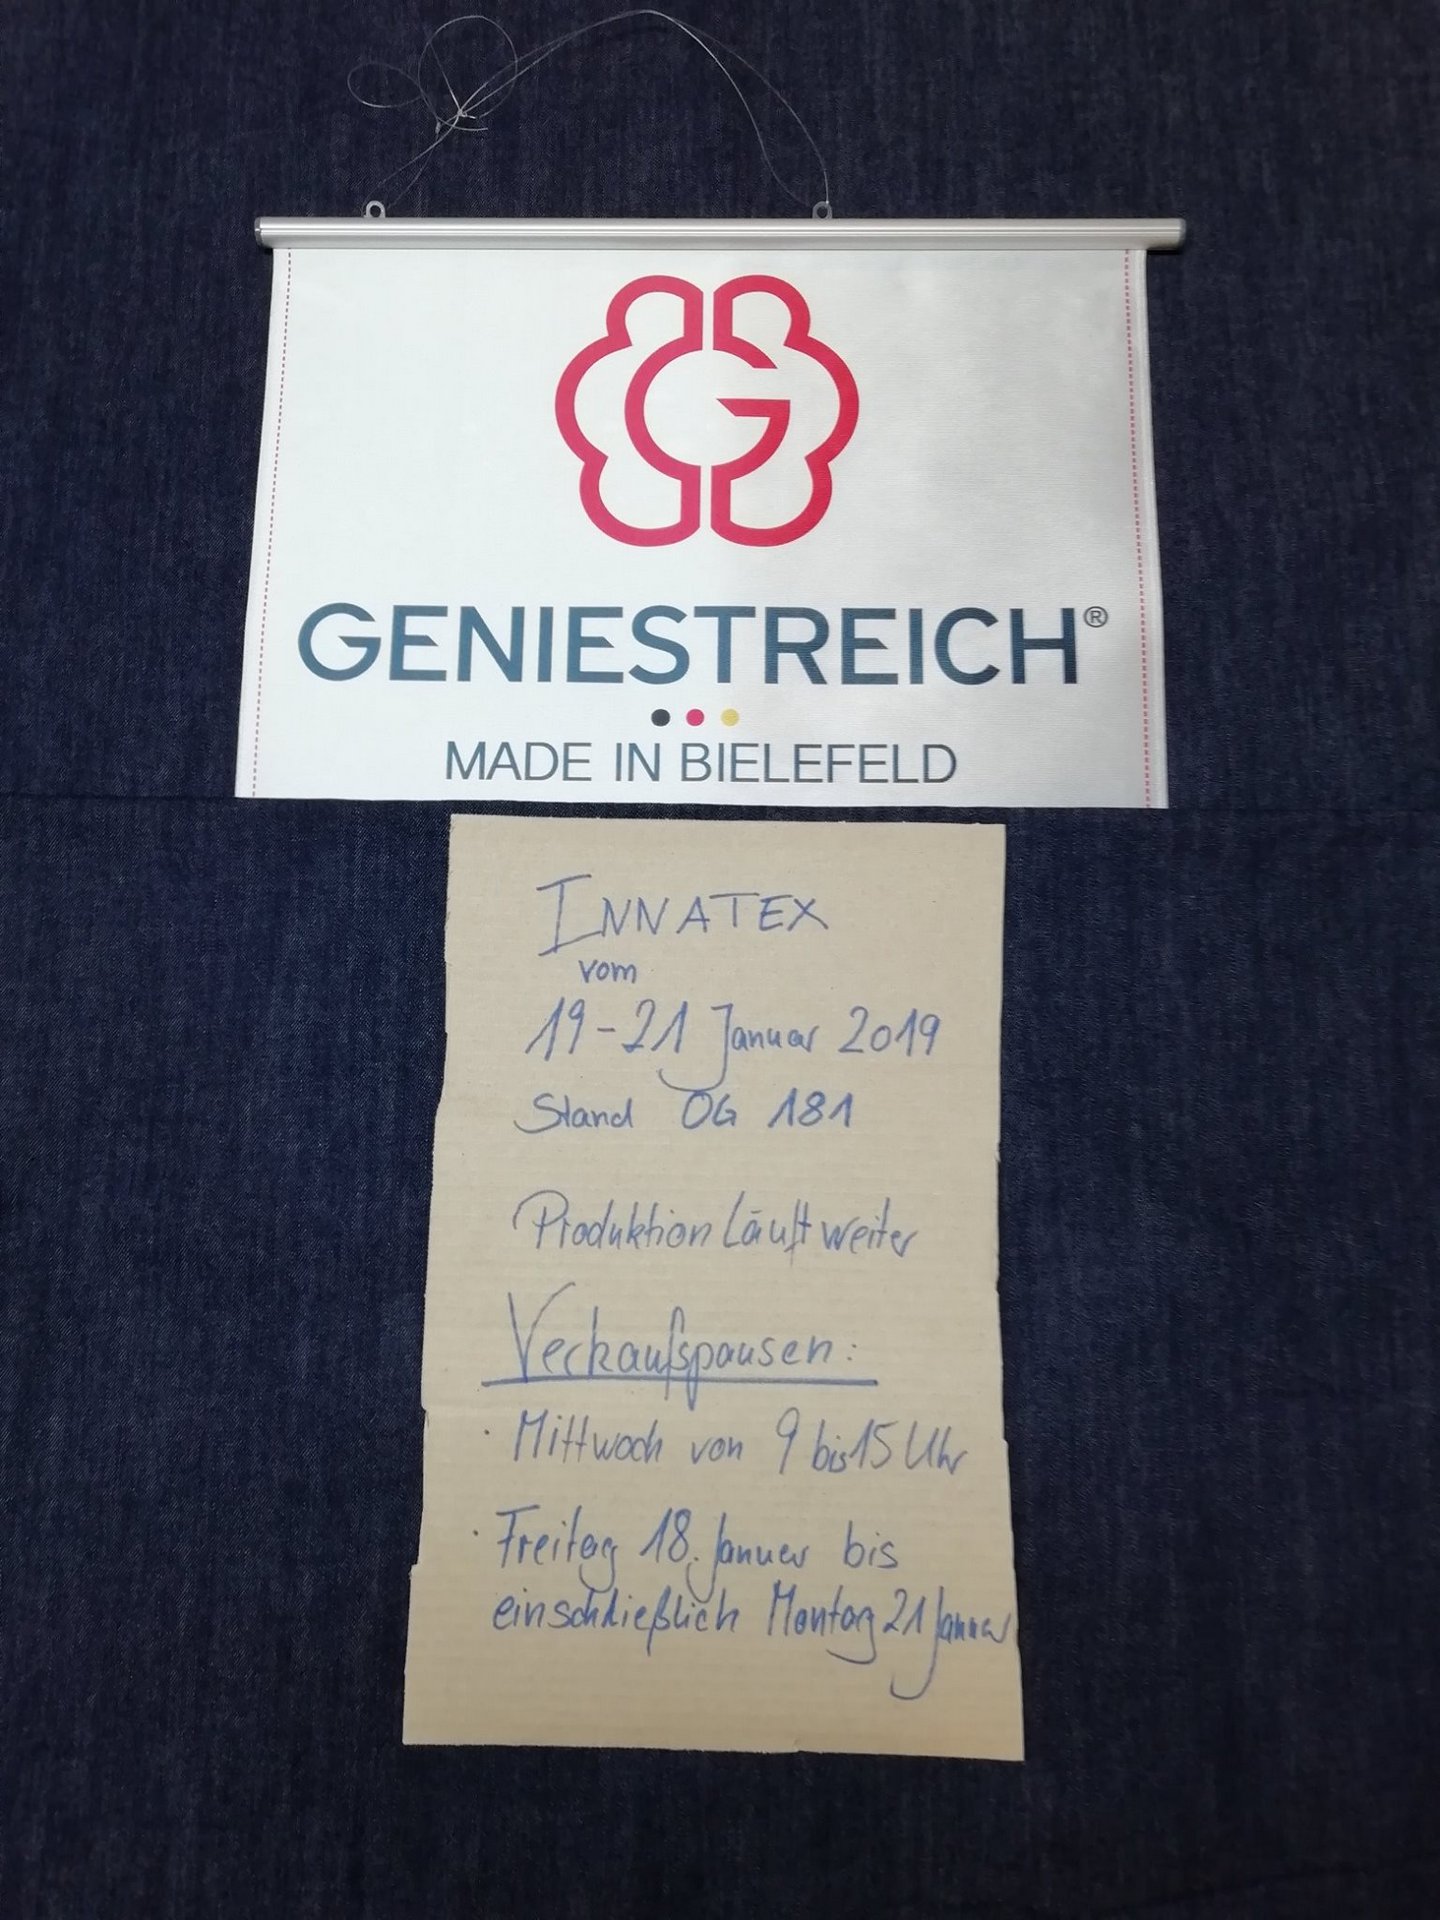 G
GENIESTREICH®
MADE IN BIELEFELD
INNATEX
vom
19-21 Januar 2019
Stand OG 181
Produktion Läuft weiter
Verkaufspausen:
· Mittwoch von 9 bis 15 Uhr
· Freitag 18. Januar bis
einschließlich Montag 21 Januar